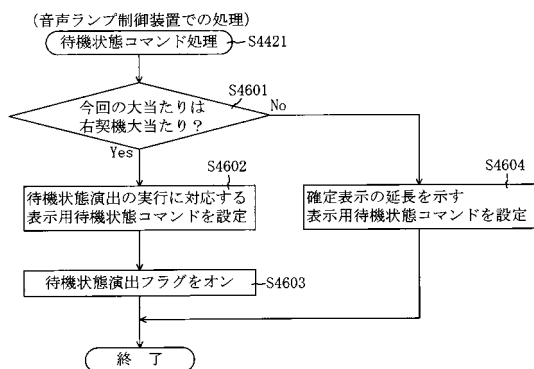 (音声ランプ制御装置での処理)
待機状態コマンド処理
S4421
今回の大当たりは
右契機大当たり？
S4601
No
Yes
S4602
待機状態演出の実行に対応する
表示用待機状態コマンドを設定
S4604
確定表示の延長を示す
表示用待機状態コマンドを設定
待機状態演出フラグをオン
S4603
終 了